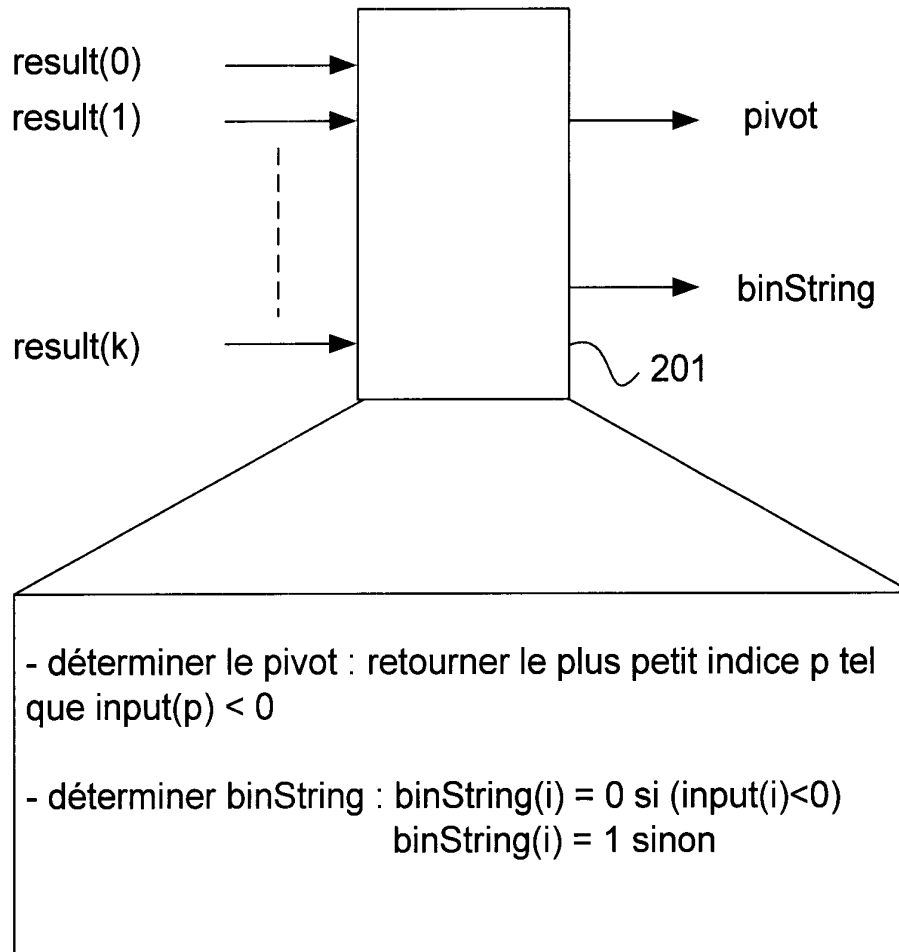 result(0)
result(1)
pivot
binString
result(k)
201
- déterminer le pivot : retourner le plus petit indice p tel
que input(p) < 0
- déterminer binString : binString(i) = 0 si (input(i)<0)
binString(i) = 1 sinon